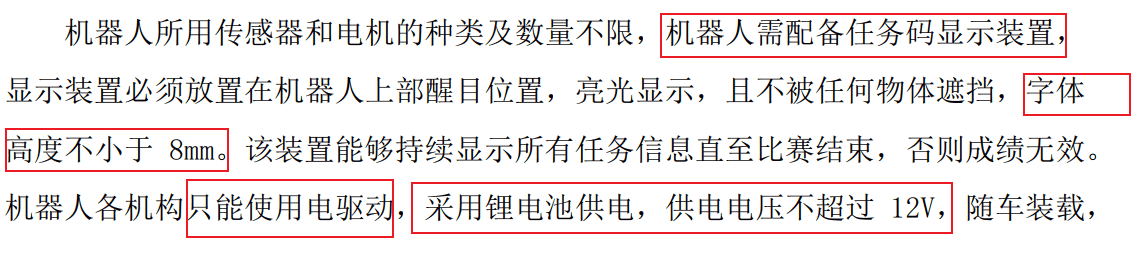 机器人所用传感器和电机的种类及数量不限，机器人需配备任务码显示装置，
显示装置必须放置在机器人上部醒目位置，亮光显示，且不被任何物体遮挡，字体
高度不小于 8mm。该装置能够持续显示所有任务信息直至比赛结束，否则成绩无效。
机器人各机构只能使用电驱动，采用锂电池供电，供电电压不超过 12V，随车装载，